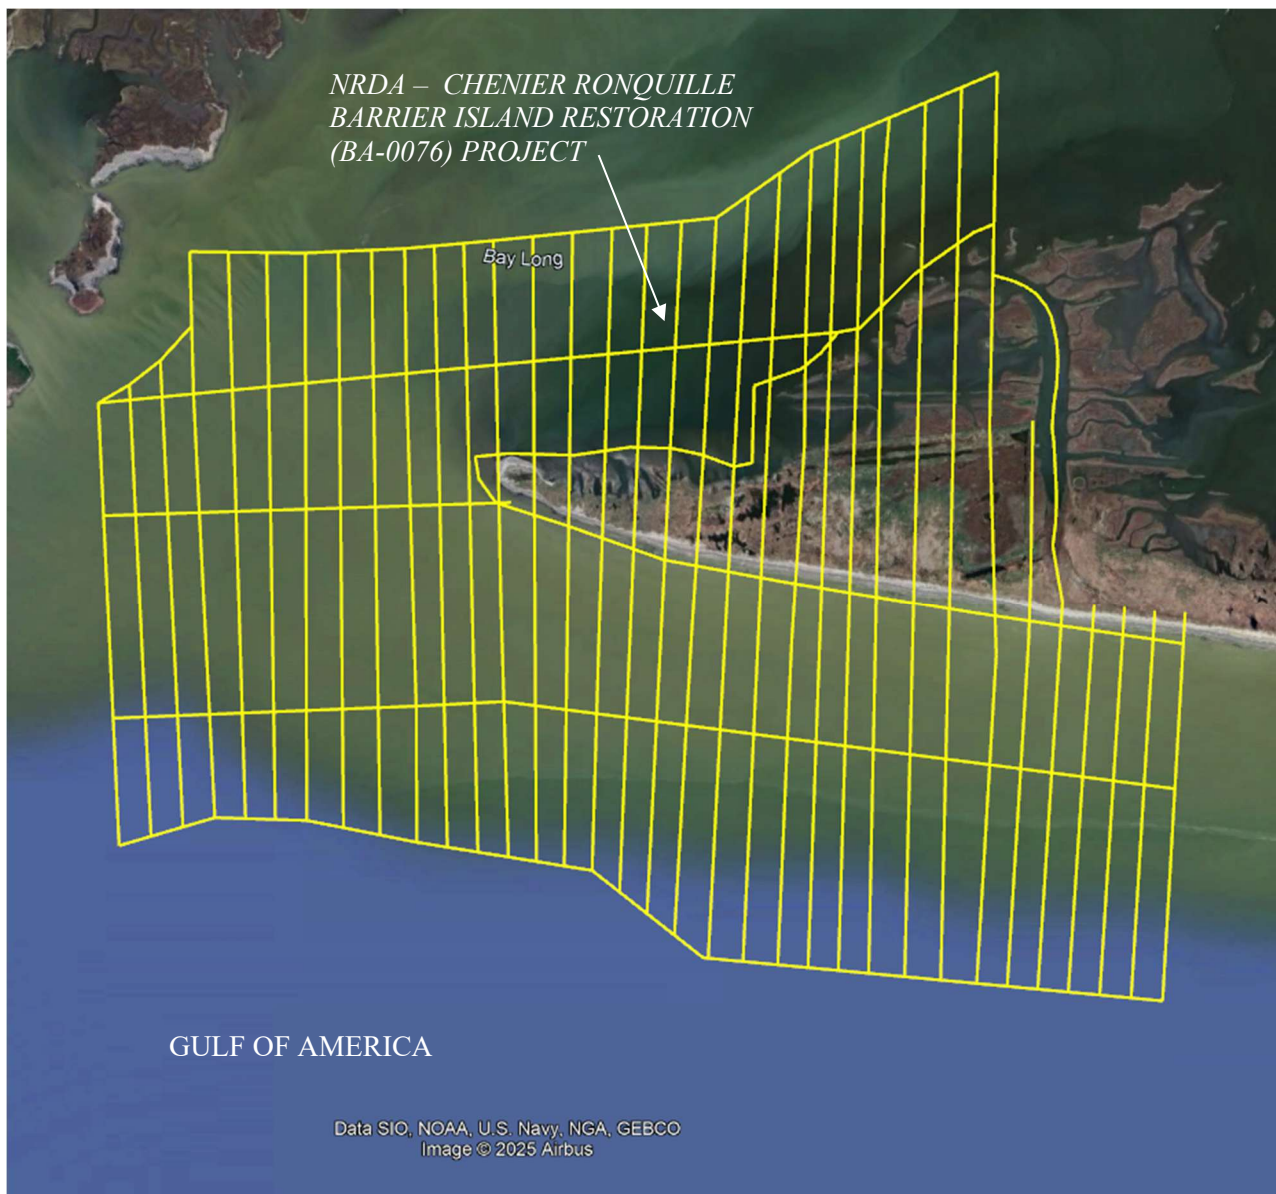 NRDA – CHENIER RONQUILLE
BARRIER ISLAND RESTORATION
(BA-0076) PROJECT
Bay Long
GULF OF AMERICA
Data SIO, NOAA, U.S. Navy, NGA, GEBCO
Image © 2025 Airbus